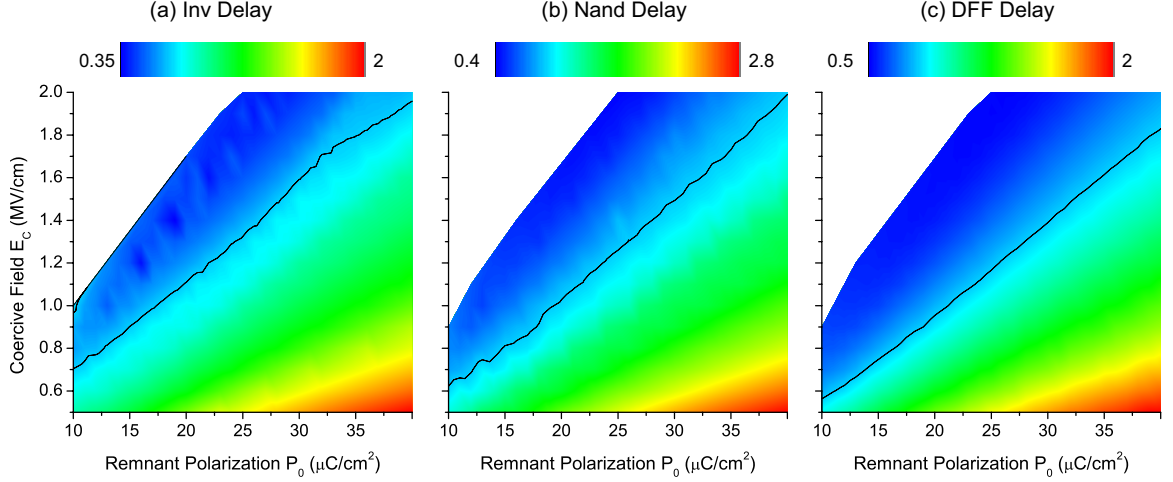 (a) Inv Delay (b) Nand Delay (c) DFF Delay
0.35 2 0.4 2.8 0.5 2
Coercive Field E_C (MV/cm)
2.0
1.8
1.6
1.4
1.2
1.0
0.8
0.6
10 15 20 25 30 35 10 15 20 25 30 35 10 15 20 25 30 35
Remnant Polarization P_0 (μC/cm²) Remnant Polarization P_0 (μC/cm²) Remnant Polarization P_0 (μC/cm²)